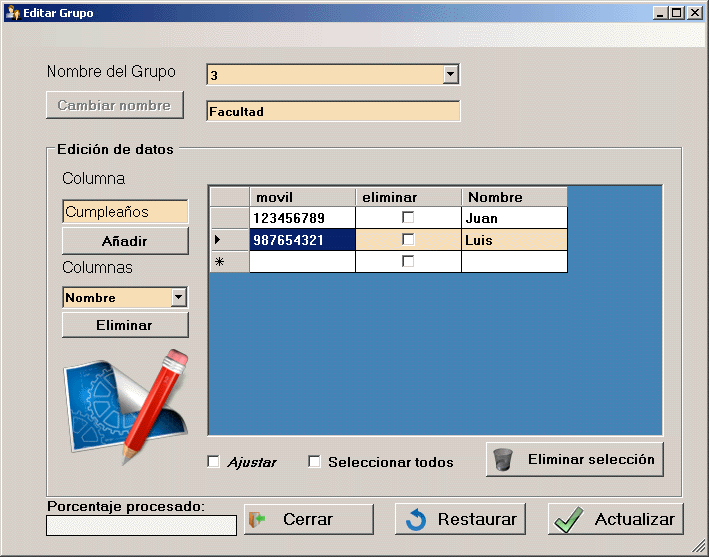 Editar Grupo
Nombre del Grupo
3
Cambiar nombre
Facultad
Edición de datos
Columna
Cumpleaños
Añadir
Columnas
Nombre
Eliminar
movil eliminar Nombre
123456789 Juan
987654321 Luis
*
Ajustar
Seleccionar todos
Eliminar selección
Porcentaje procesado:
Cerrar
Restaurar
Actualizar